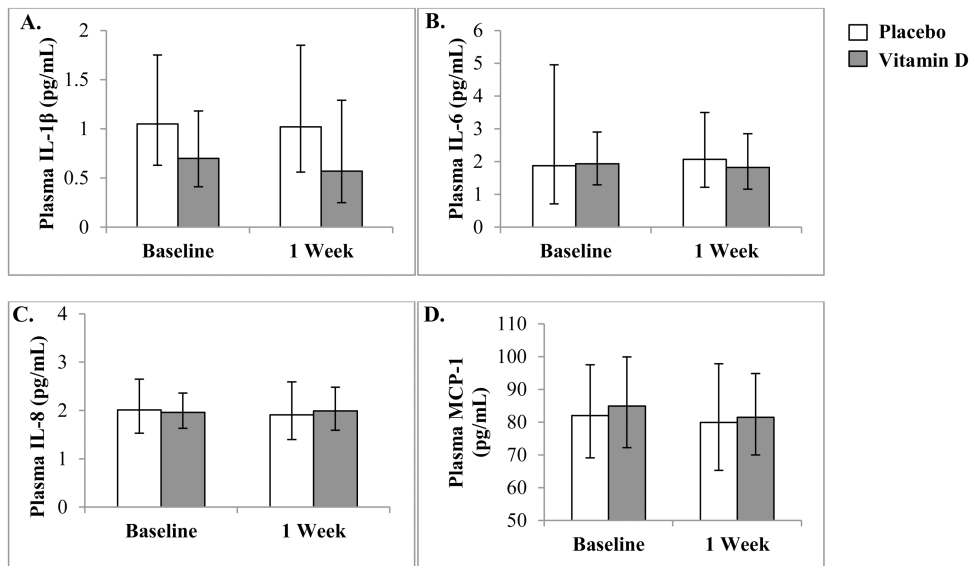 A.
Plasma IL-1β (pg/mL)
2
1.5
1
0.5
0
Baseline
1 Week
B.
Plasma IL-6 (pg/mL)
6
5
4
3
2
1
0
Baseline
1 Week
Placebo
Vitamin D
C.
Plasma IL-8 (pg/mL)
4
3
2
1
0
Baseline
1 Week
D.
Plasma MCP-1
(pg/mL)
110
100
90
80
70
60
50
Baseline
1 Week